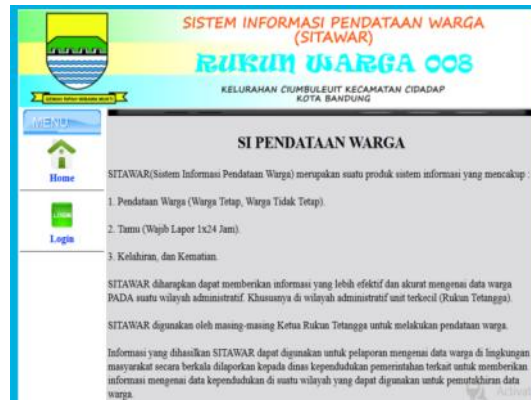 SISTEM INFORMASI PENDATAAN WARGA
(SITAWAR)
RUKUN WARGA 008
KELURAHAN CIUMBULEUIT KECAMATAN CIDADAP
KOTA BANDUNG
MENU
Home
Login
SI PENDATAAN WARGA
SITAWAR(Sistem Informasi Pendataan Warga) merupakan suatu produk sistem informasi yang mencakup :
1. Pendataan Warga (Warga Tetap, Warga Tidak Tetap).
2. Tamu (Wajib Lapor 1x24 Jam).
3. Kelahiran, dan Kematian.
SITAWAR diharapkan dapat memberikan informasi yang lebih efektif dan akurat mengenai data warga
PADA suatu wilayah administratif. Khususnya di wilayah administratif unit terkecil (Rukun Tetangga).
SITAWAR digunakan oleh masing-masing Ketua Rukun Tetangga untuk melakukan pendataan warga.
Informasi yang dihasilkan SITAWAR dapat digunakan untuk pelaporan mengenai data warga di lingkungan
masyarakat secara berkala dilaporkan kepada dinas kependudukan pemerintahan terkait untuk memberikan
informasi mengenai data kependudukan di suatu wilayah yang dapat digunakan untuk pemutakhiran data
warga.